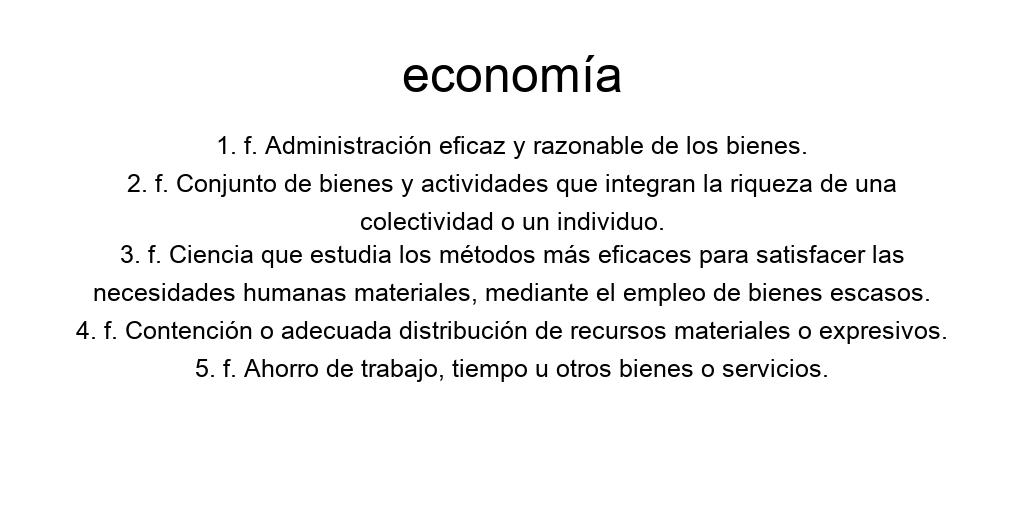 economía
1. f. Administración eficaz y razonable de los bienes.
2. f. Conjunto de bienes y actividades que integran la riqueza de una
colectividad o un individuo.
3. f. Ciencia que estudia los métodos más eficaces para satisfacer las
necesidades humanas materiales, mediante el empleo de bienes escasos.
4. f. Contención o adecuada distribución de recursos materiales o expresivos.
5. f. Ahorro de trabajo, tiempo u otros bienes o servicios.